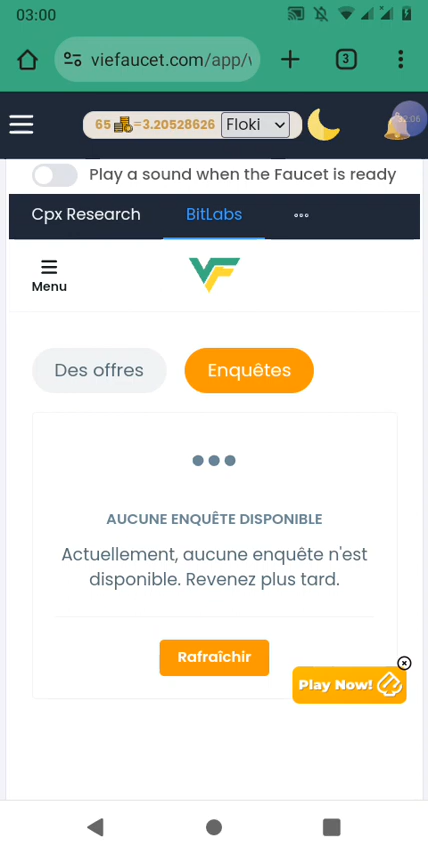 03:00
viefaucet.com/app/
3
65 =3.20528626 Floki
22:06
Play a sound when the Faucet is ready
Cpx Research BitLabs
Menu
Des offres Enquêtes
AUCUNE ENQUÊTE DISPONIBLE
Actuellement, aucune enquête n'est
disponible. Revenez plus tard.
Rafraîchir
Play Now!